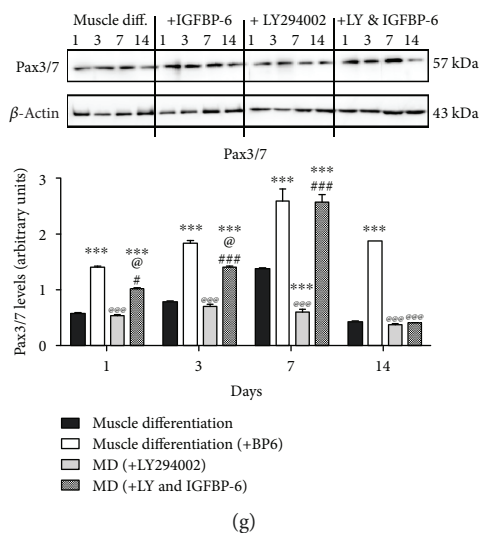 Muscle diff. +IGFBP-6 + LY294002 +LY & IGFBP-6
1 3 7 14 1 3 7 14 1 3 7 14 1 3 7 14
Pax3/7 57 kDa
β-Actin 43 kDa
Pax3/7
Pax3/7 levels (arbitrary units)
3
2
1
0
*** *** @ # @@@
*** *** @ ### @@@
*** *** ### *** @@@
*** @@@ @@@
1 3 7 14
Days
Muscle differentiation
Muscle differentiation (+BP6)
MD (+LY294002)
MD (+LY and IGFBP-6)
(g)